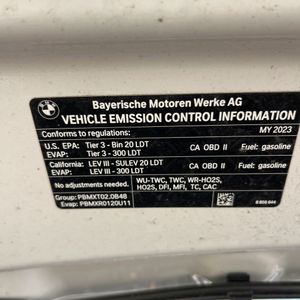 BMW
Bayerische Motoren Werke AG
VEHICLE EMISSION CONTROL INFORMATION
Conforms to regulations: MY 2023
U.S. EPA: Tier 3 - Bin 20 LDT CA OBD II Fuel: gasoline
EVAP: Tier 3 - 300 LDT
California: LEV III - SULEV 20 LDT CA OBD II Fuel: gasoline
EVAP: LEV III - 300 LDT
No adjustments needed. WU-TWC, TWC, WR-HO2S,
HO2S, DFI, MFI, TC, CAC
Group: PBMXT02.0B48
Evap: PBMXR0120U11